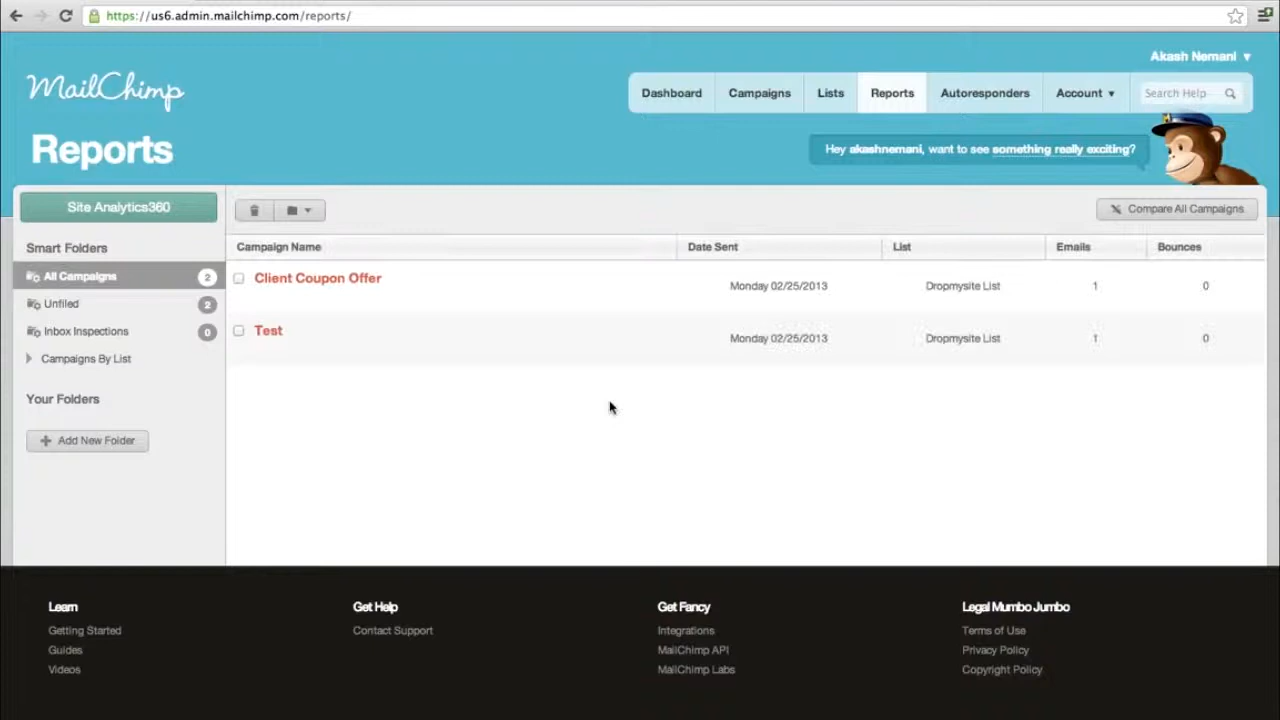 https://us6.admin.mailchimp.com/reports/
Akash Nemani ▼
MailChimp
Dashboard Campaigns Lists Reports Autoresponders Account ▼ Search Help
Reports
Hey akashnemani, want to see something really exciting?
Site Analytics360
Compare All Campaigns
Smart Folders
Campaign Name Date Sent List Emails Bounces
All Campaigns 2
Client Coupon Offer Monday 02/25/2013 Dropmysite List 1 0
Unfiled 2
Inbox Inspections 0
Test Monday 02/25/2013 Dropmysite List 1 0
Campaigns By List
Your Folders
Add New Folder
Learn Get Help Get Fancy Legal Mumbo Jumbo
Getting Started Contact Support Integrations Terms of Use
Guides MailChimp API Privacy Policy
Videos MailChimp Labs Copyright Policy